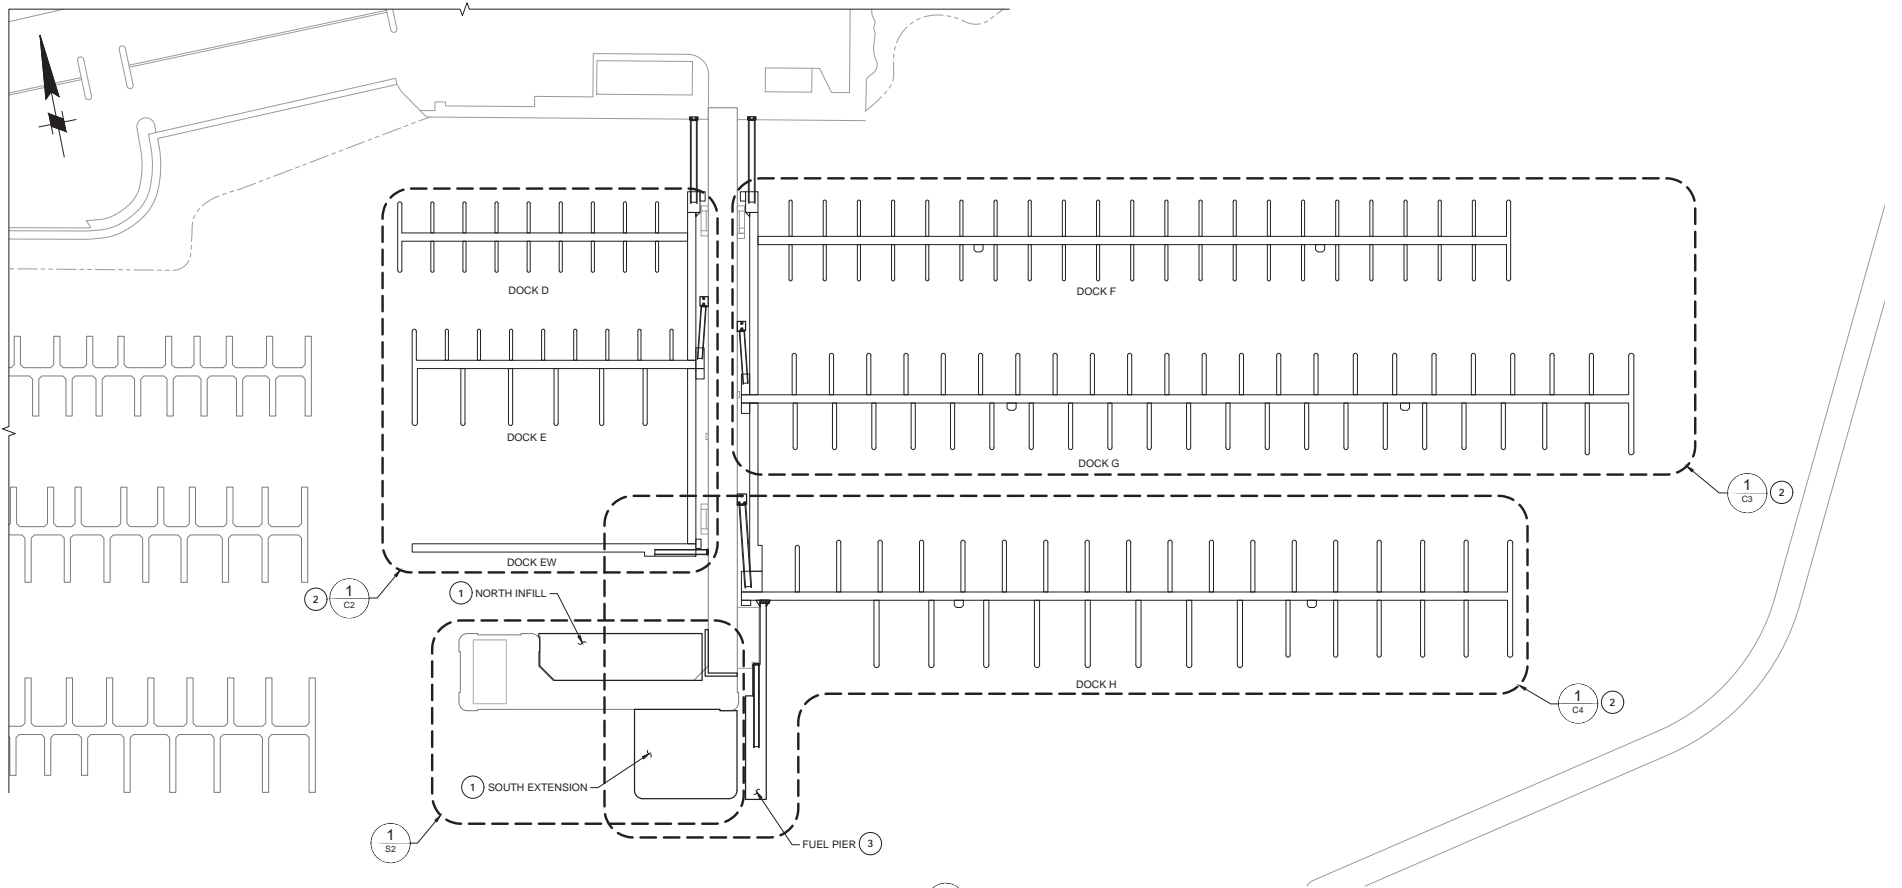 DOCK D
DOCK F
DOCK E
DOCK G
1
C3
2
DOCK EW
2
1
C2
1 NORTH INFILL
DOCK H
1
C4
2
1 SOUTH EXTENSION
1
S2
FUEL PIER 3